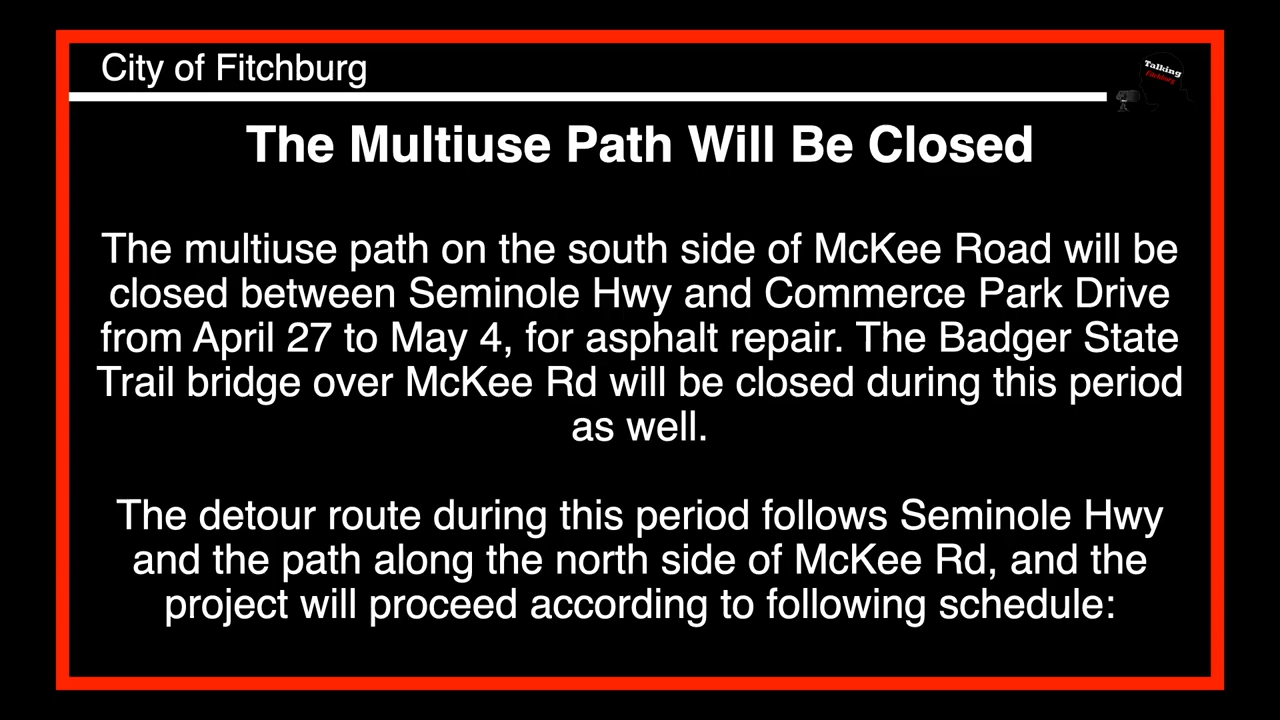 City of Fitchburg
Talking
Fitchburg
The Multiuse Path Will Be Closed
The multiuse path on the south side of McKee Road will be
closed between Seminole Hwy and Commerce Park Drive
from April 27 to May 4, for asphalt repair. The Badger State
Trail bridge over McKee Rd will be closed during this period
as well.
The detour route during this period follows Seminole Hwy
and the path along the north side of McKee Rd, and the
project will proceed according to following schedule: